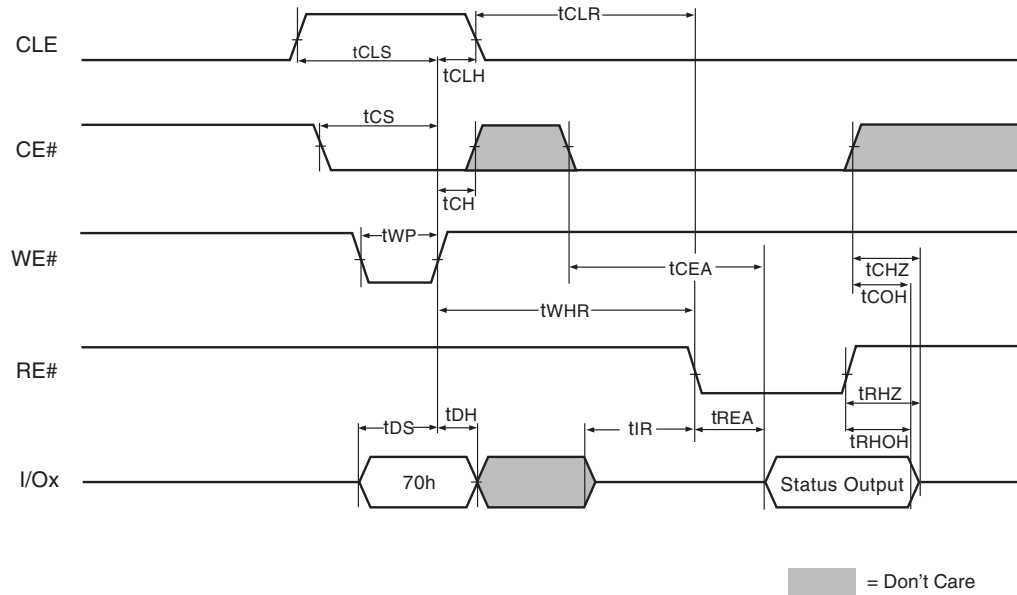 tCLR
CLE
tCLS
tCLH
tCS
CE#
tCH
tWP
WE#
tCEA
tCHZ
tCOH
tWHR
RE#
tRHZ
tDS
tDH
tIR
tREA
tRHOH
I/Ox
70h
Status Output
= Don't Care